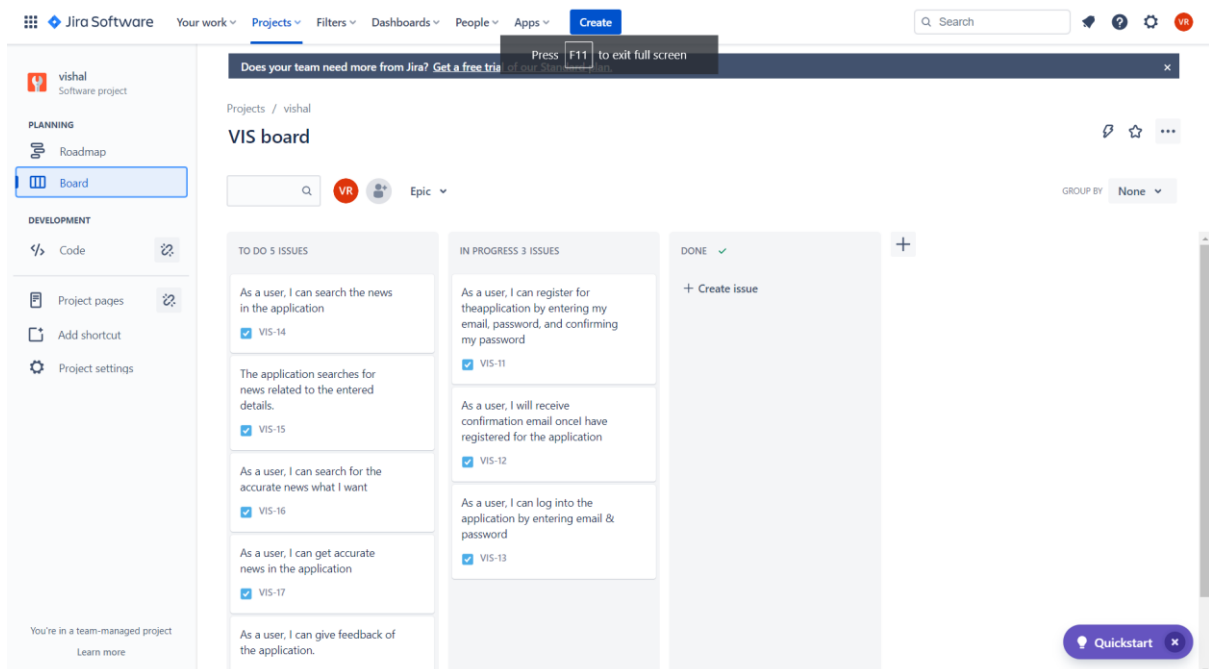 Jira Software Your work Projects Filters Dashboards People Apps Create Search VR
Press F11 to exit full screen
Does your team need more from Jira? Get a free trial of our Standard plan.
vishal
Software project
PLANNING
Roadmap
Board
DEVELOPMENT
Code
Project pages
Add shortcut
Project settings
You're in a team-managed project
Learn more
Projects / vishal
VIS board
VR Epic GROUP BY None
TO DO 5 ISSUES
As a user, I can search the news
in the application
VIS-14
The application searches for
news related to the entered
details.
VIS-15
As a user, I can search for the
accurate news what I want
VIS-16
As a user, I can get accurate
news in the application
VIS-17
As a user, I can give feedback of
the application.
IN PROGRESS 3 ISSUES
As a user, I can register for
theapplication by entering my
email, password, and confirming
my password
VIS-11
As a user, I will receive
confirmation email onceI have
registered for the application
VIS-12
As a user, I can log into the
application by entering email &
password
VIS-13
DONE
+ Create issue
Quickstart